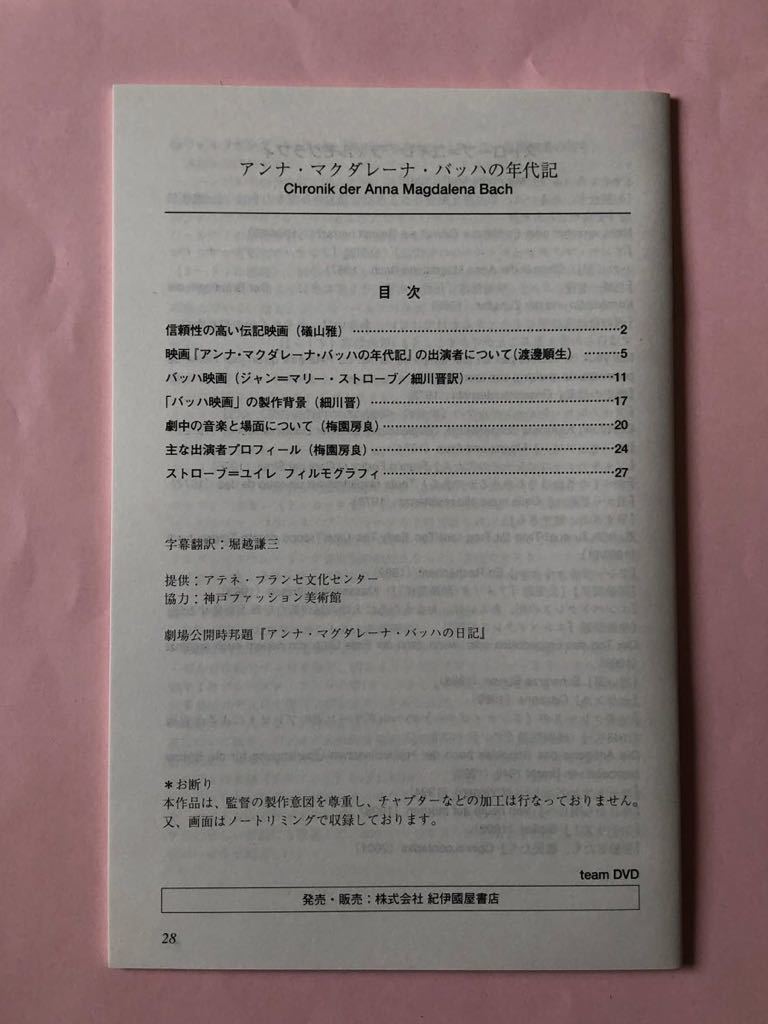 アンナ・マクダレーナ・バッハの年代記
Chronik der Anna Magdalena Bach
目 次
信頼性の高い伝記映画(礒山雅) ……………………………………………………2
映画『アンナ・マクダレーナ・バッハの年代記』の出演者について(渡邊順生) ………5
バッハ映画(ジャン＝マリー・ストローブ／細川晋訳)………………………………11
「バッハ映画」の製作背景(細川晋)……………………………………………………17
劇中の音楽と場面について(梅園房良)………………………………………………20
主な出演者プロフィール(梅園房良)…………………………………………………24
ストローブ＝ユイレ フィルモグラフィ………………………………………………27
字幕翻訳：堀越謙三
提供：アテネ・フランセ文化センター
協力：神戸ファッション美術館
劇場公開時邦題『アンナ・マグダレーナ・バッハの日記』
＊お断り
本作品は、監督の製作意図を尊重し、チャプターなどの加工は行なっておりません。
又、画面はノートリミングで収録しております。
team DVD
発売・販売：株式会社 紀伊國屋書店
28